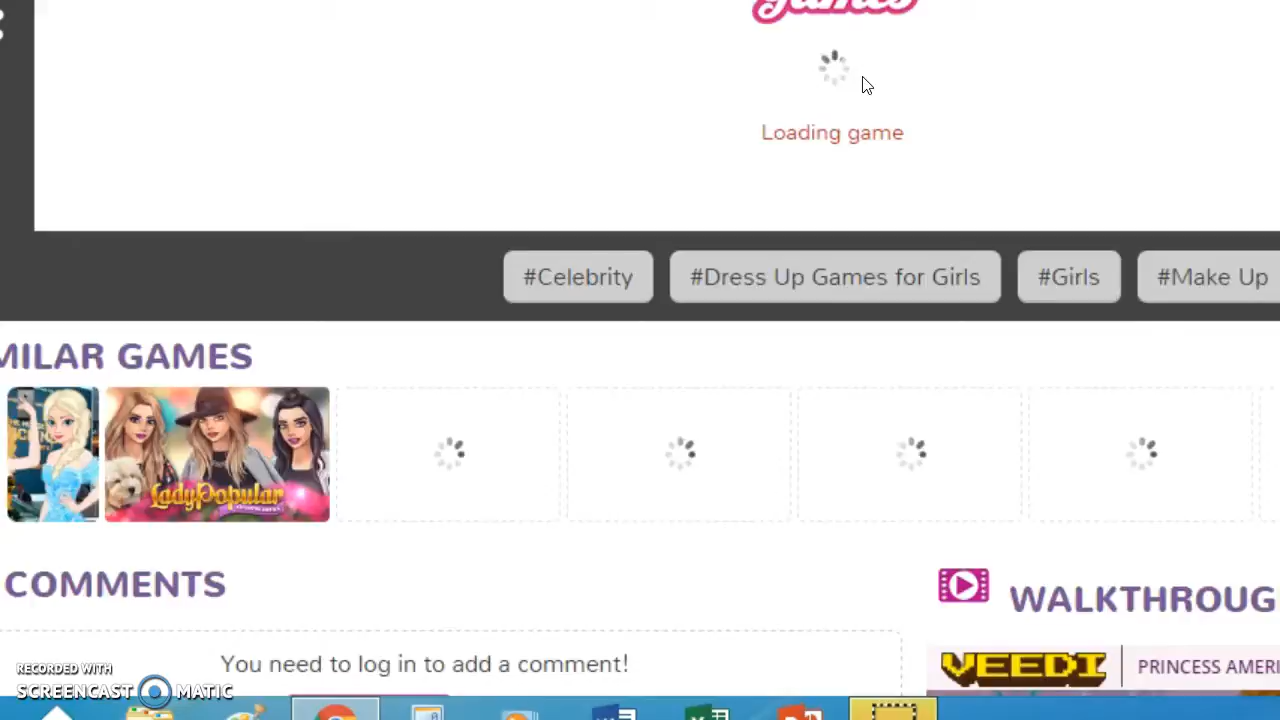 games
Loading game
#Celebrity
#Dress Up Games for Girls
#Girls
#Make Up
MILAR GAMES
LadyPopular
COMMENTS
WALKTHROUG
You need to log in to add a comment!
VEEDI
PRINCESS AMERI
RECORDED WITH
SCREENCAST MATIC